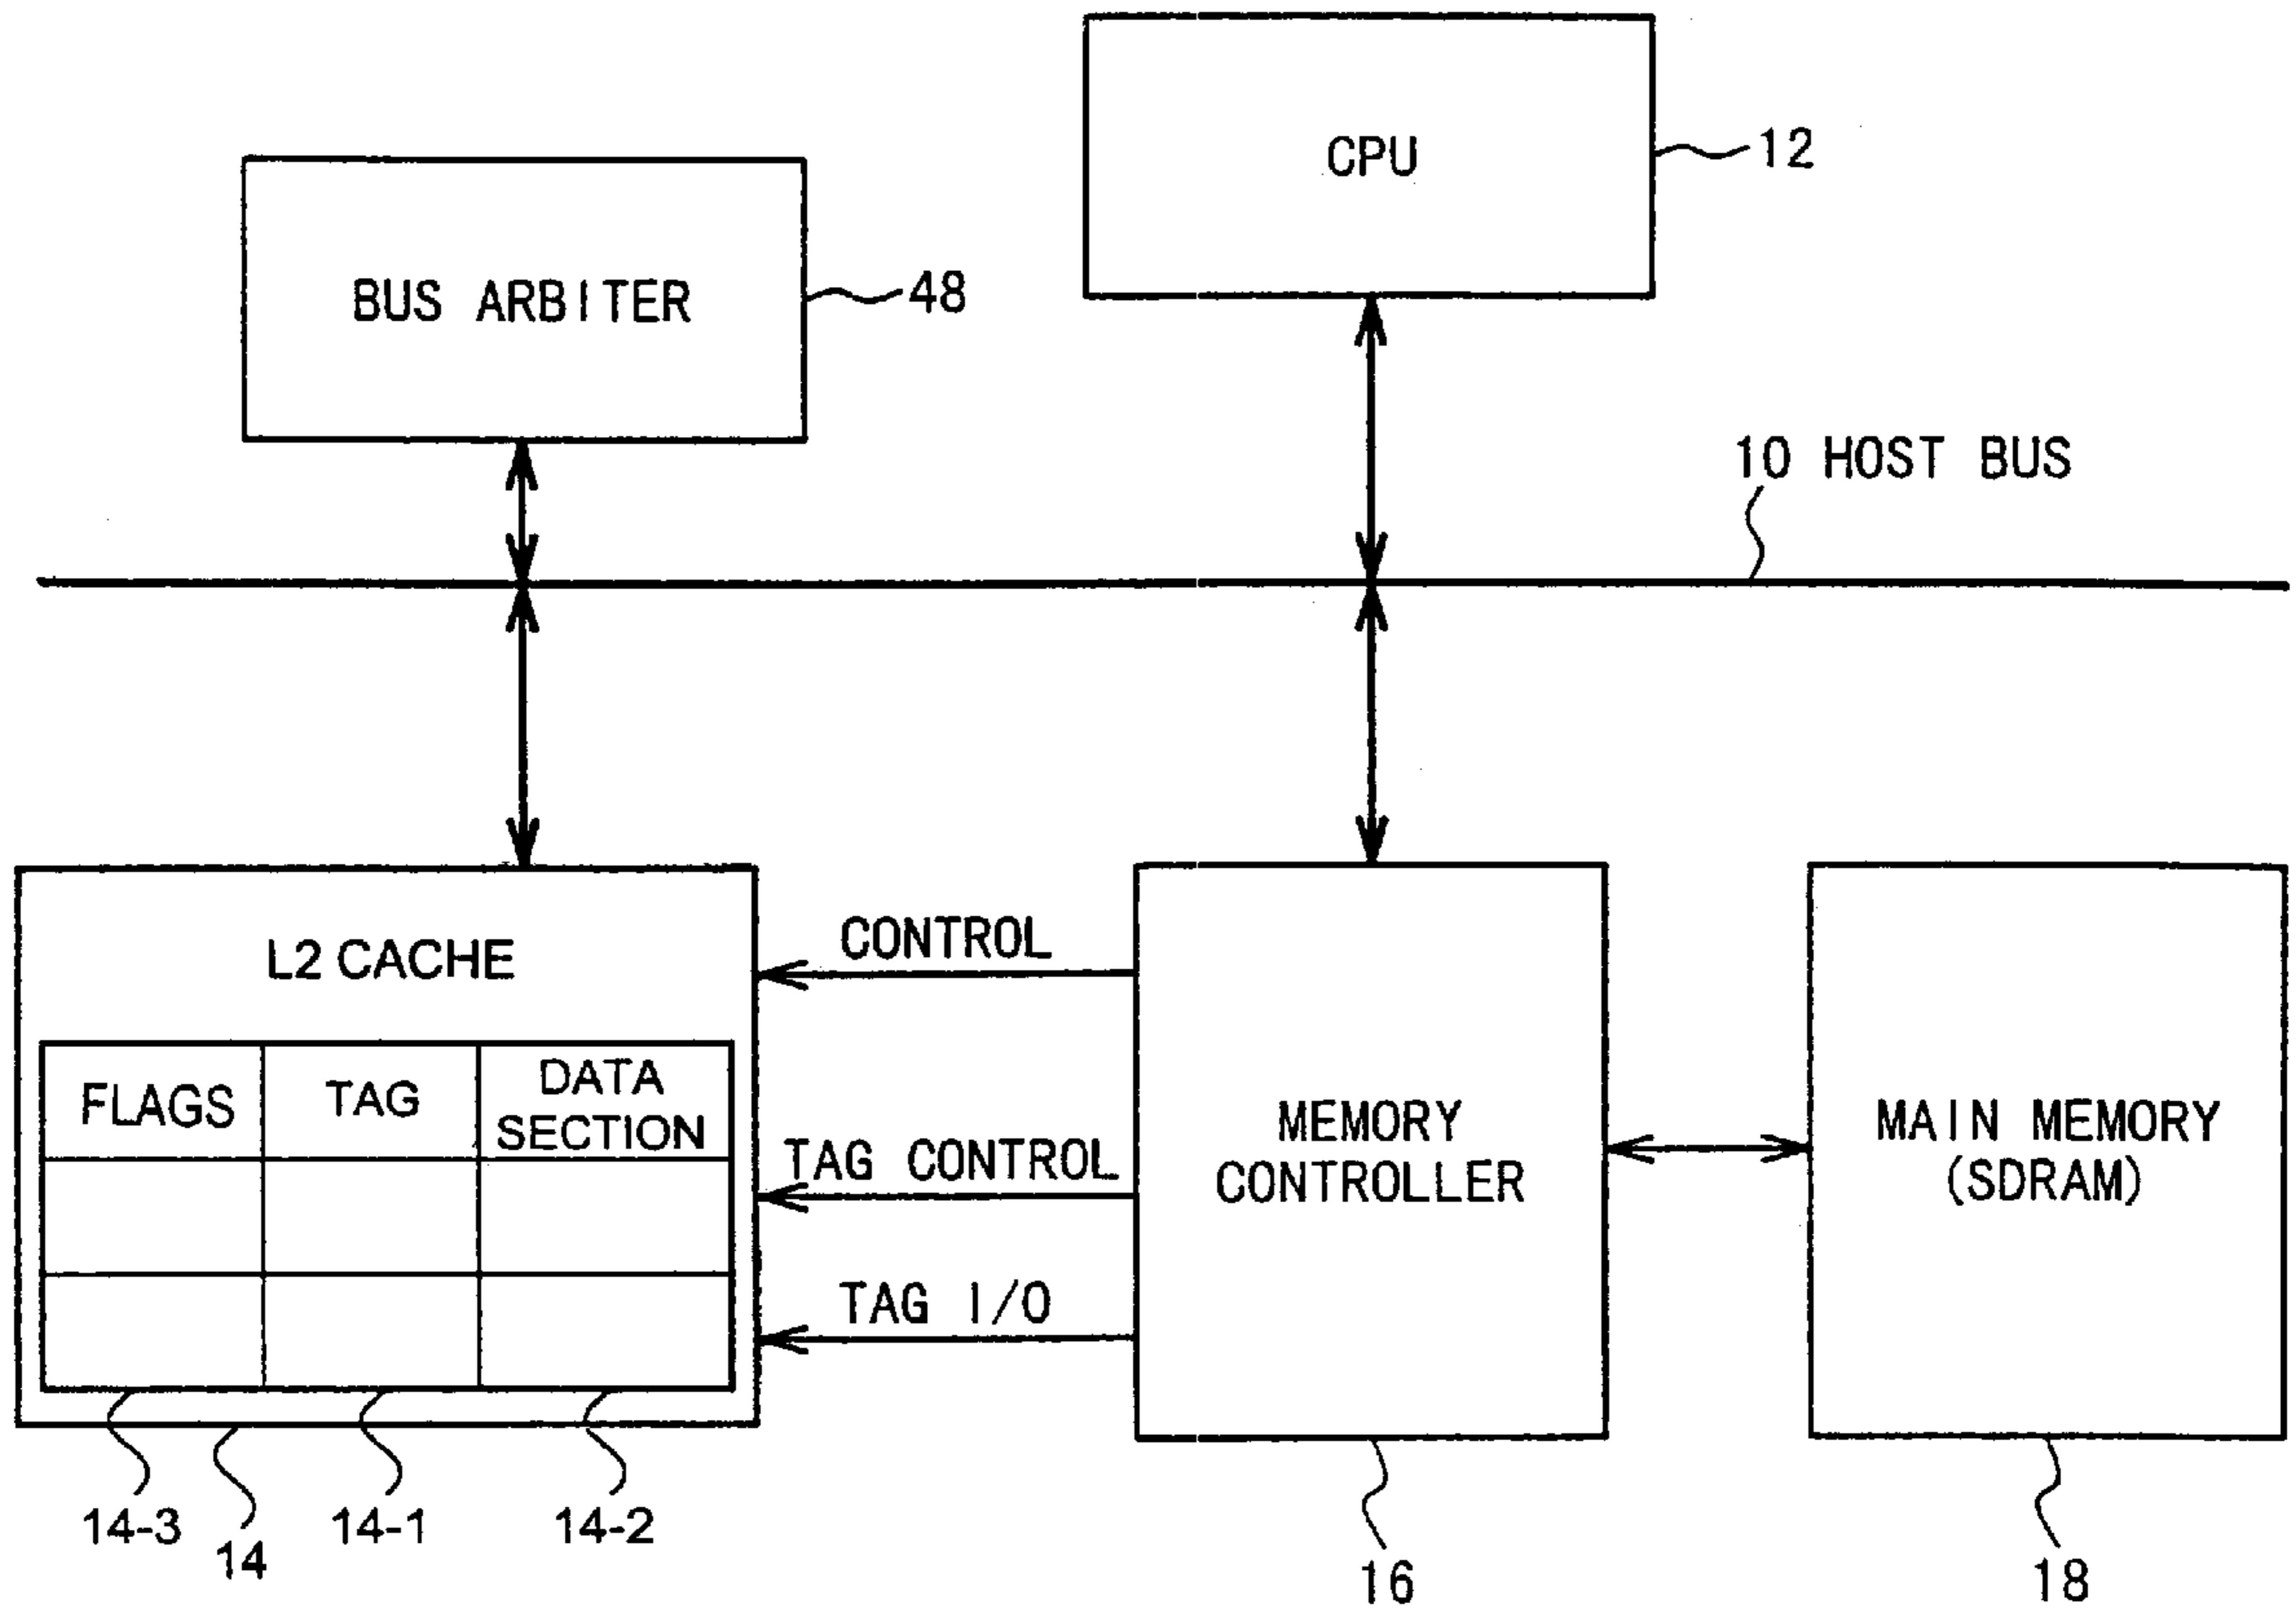 CPU
12
BUS ARBITER
48
10 HOST BUS
L2 CACHE
FLAGS
TAG
DATA
SECTION
CONTROL
TAG CONTROL
TAG I/O
MEMORY
CONTROLLER
MAIN MEMORY
(SDRAM)
14-3
14
14-1
14-2
16
18